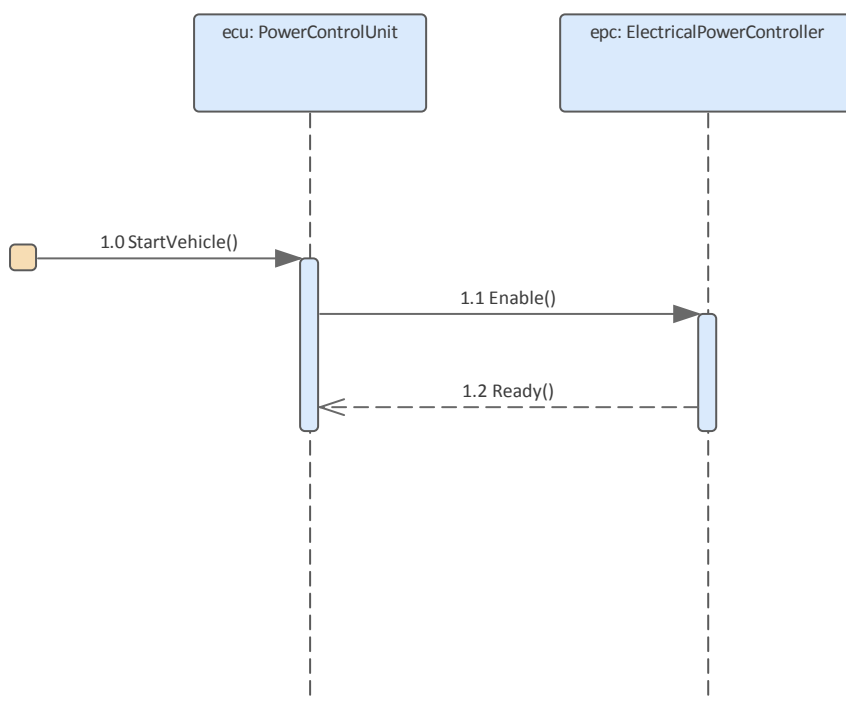 ecu: PowerControlUnit
epc: ElectricalPowerController
1.0 StartVehicle()
1.1 Enable()
1.2 Ready()